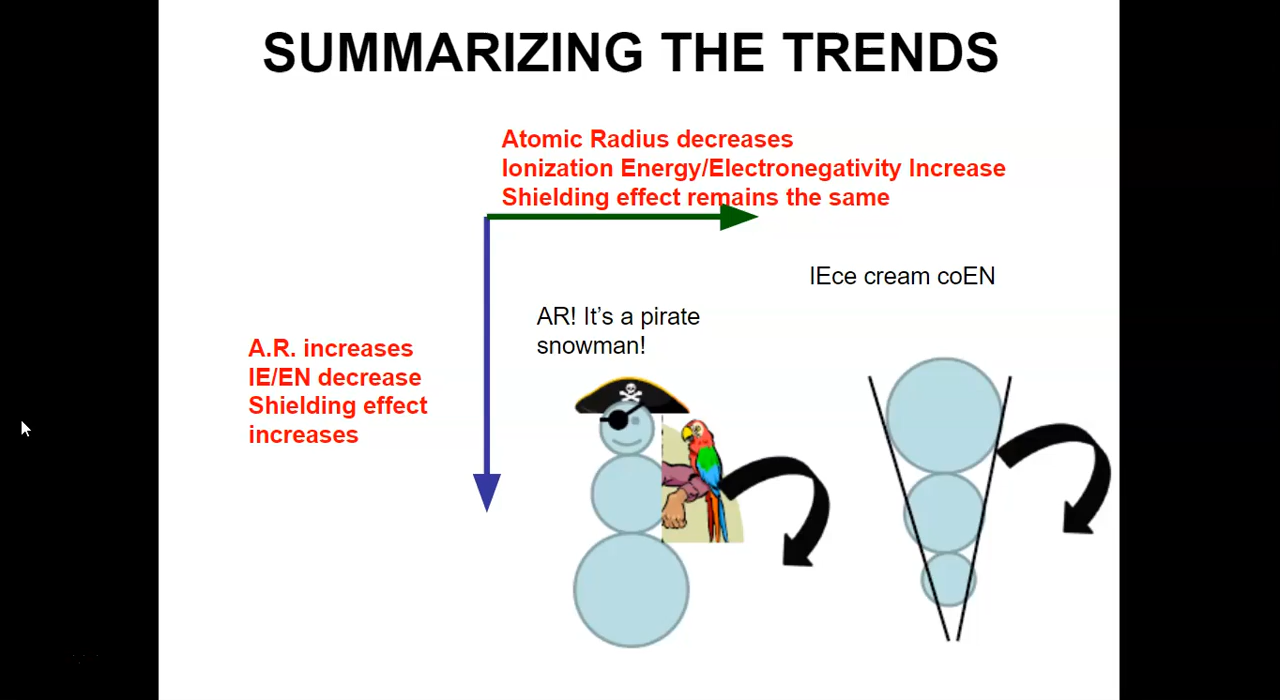 SUMMARIZING THE TRENDS
Atomic Radius decreases
Ionization Energy/Electronegativity Increase
Shielding effect remains the same
IEce cream coEN
AR! It’s a pirate
snowman!
A.R. increases
IE/EN decrease
Shielding effect
increases